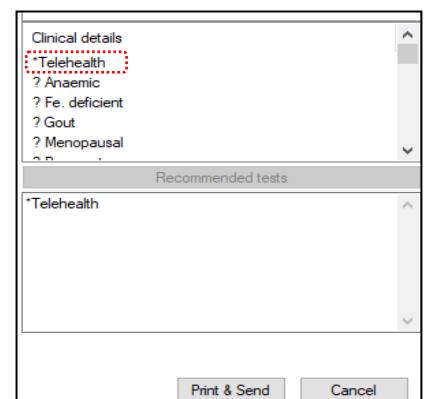 Clinical details
*Telehealth
? Anaemic
? Fe. deficient
? Gout
? Menopausal
Recommended tests
*Telehealth
Print & Send Cancel